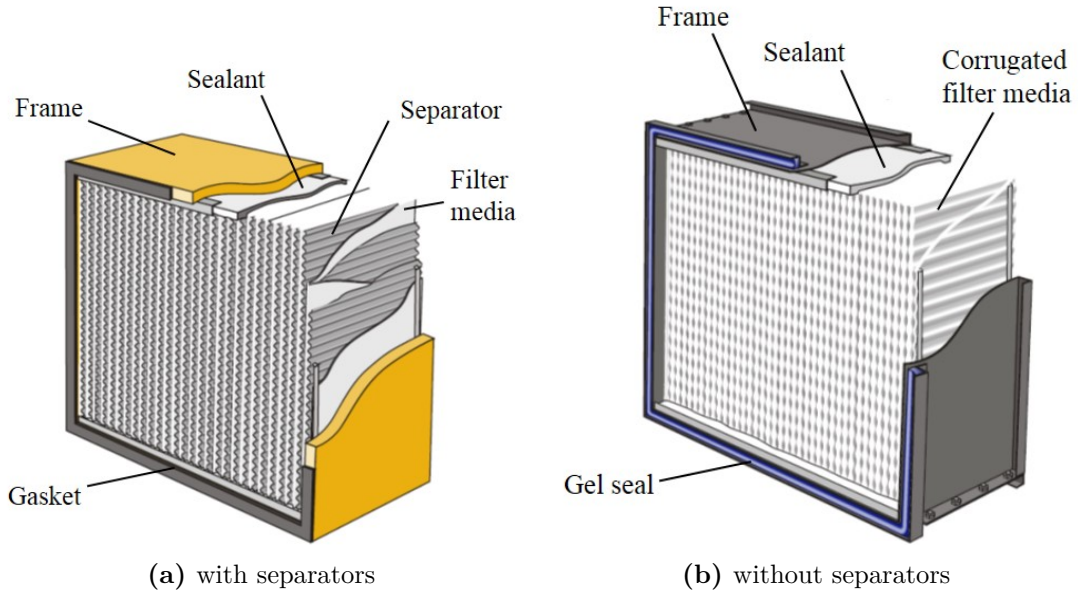 Frame
Sealant
Separator
Filter
media
Gasket
(a) with separators
Frame
Sealant
Corrugated
filter media
Gel seal
(b) without separators